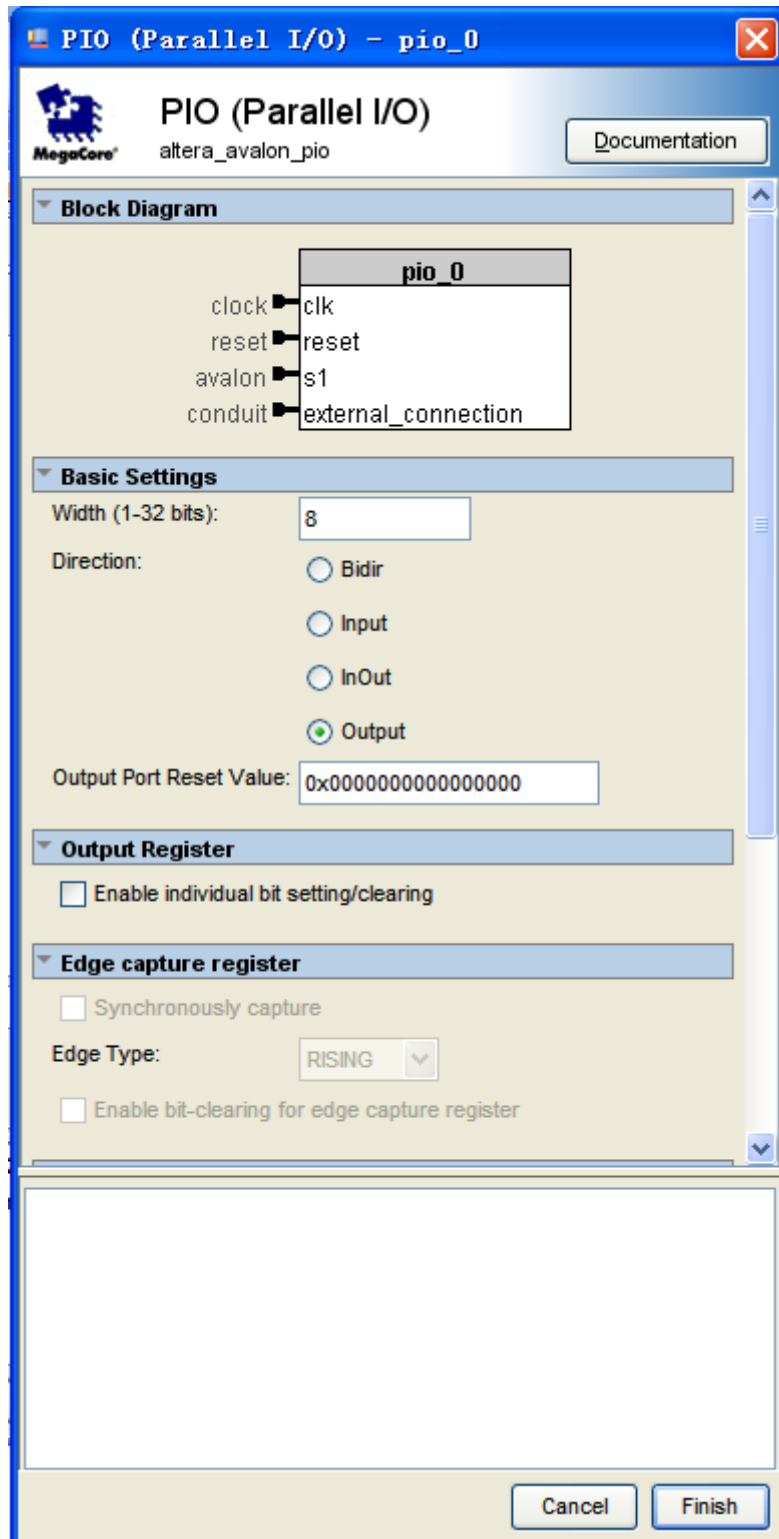 PIO (Parallel I/O) - pio_0
PIO (Parallel I/O)
MegaCore®
altera_avalon_pio
Documentation
Block Diagram
pio_0
clock clk
reset reset
avalon s1
conduit external_connection
Basic Settings
Width (1-32 bits): 8
Direction: Bidir
Input
InOut
Output
Output Port Reset Value: 0x0000000000000000
Output Register
Enable individual bit setting/clearing
Edge capture register
Synchronously capture
Edge Type: RISING
Enable bit-clearing for edge capture register
Cancel Finish